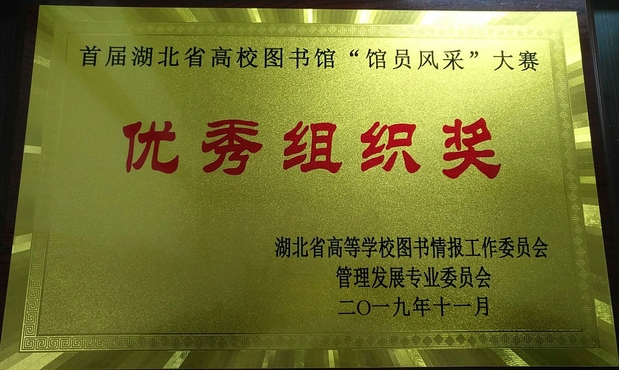 首届湖北省高校图书馆“馆员风采”大赛
优秀组织奖
湖北省高等学校图书情报工作委员会
管理发展专业委员会
二〇一九年十一月